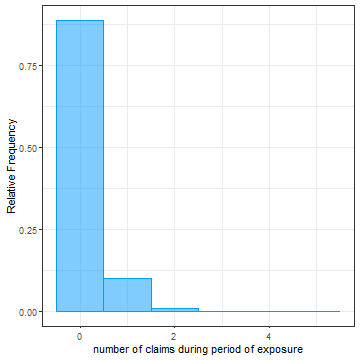 Relative Frequency
0.75
0.50
0.25
0.00
0 2 4
number of claims during period of exposure